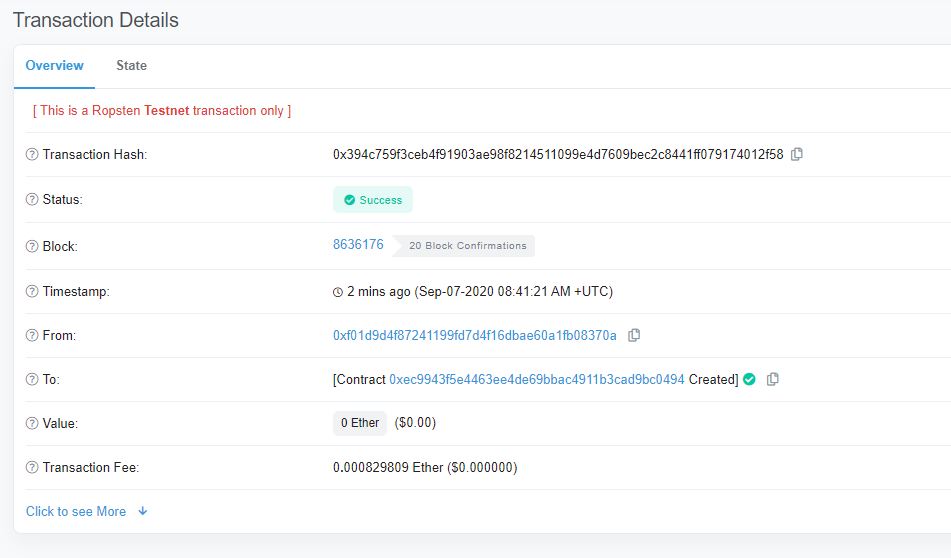 Transaction Details
Overview State
[ This is a Ropsten Testnet transaction only ]
Transaction Hash: 0x394c759f3ceb4f91903ae98f8214511099e4d7609bec2c8441ff079174012f58
Status: Success
Block: 8636176 20 Block Confirmations
Timestamp: 2 mins ago (Sep-07-2020 08:41:21 AM +UTC)
From: 0xf01d9d4f87241199fd7d4f16dbae60a1fb08370a
To: [Contract 0xec9943f5e4463ee4de69bbac4911b3cad9bc0494 Created]
Value: 0 Ether ($0.00)
Transaction Fee: 0.000829809 Ether ($0.000000)
Click to see More